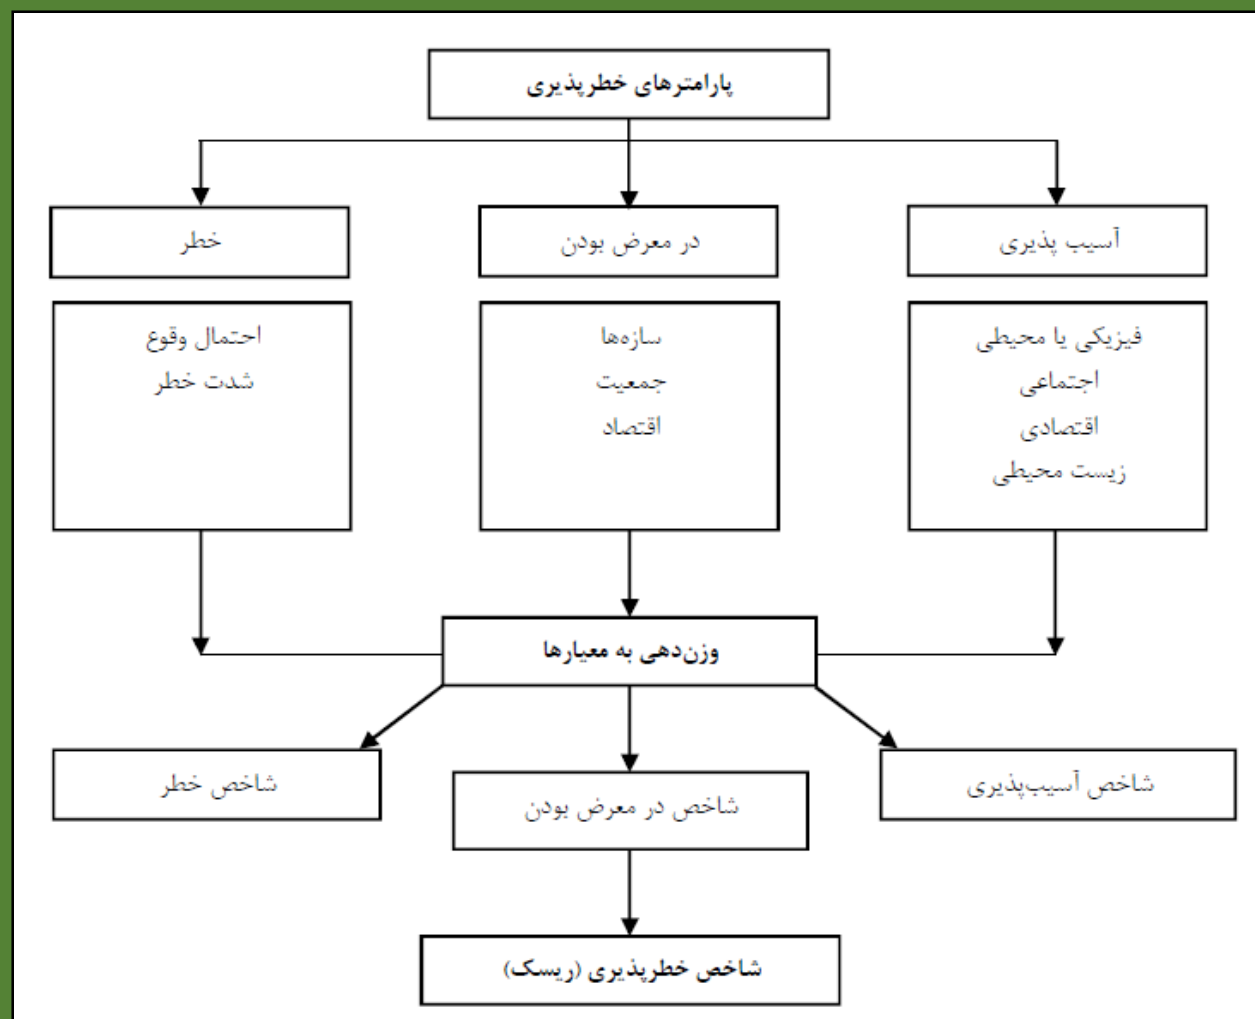 پارامترهای خطرپذیری
آسیب پذیری
در معرض بودن
خطر
فیزیکی یا محیطی
اجتماعی
اقتصادی
زیست محیطی
سازه‌ها
جمعیت
اقتصاد
احتمال وقوع
شدت خطر
وزن‌دهی به معیارها
شاخص آسیب‌پذیری
شاخص در معرض بودن
شاخص خطر
شاخص خطرپذیری (ریسک)